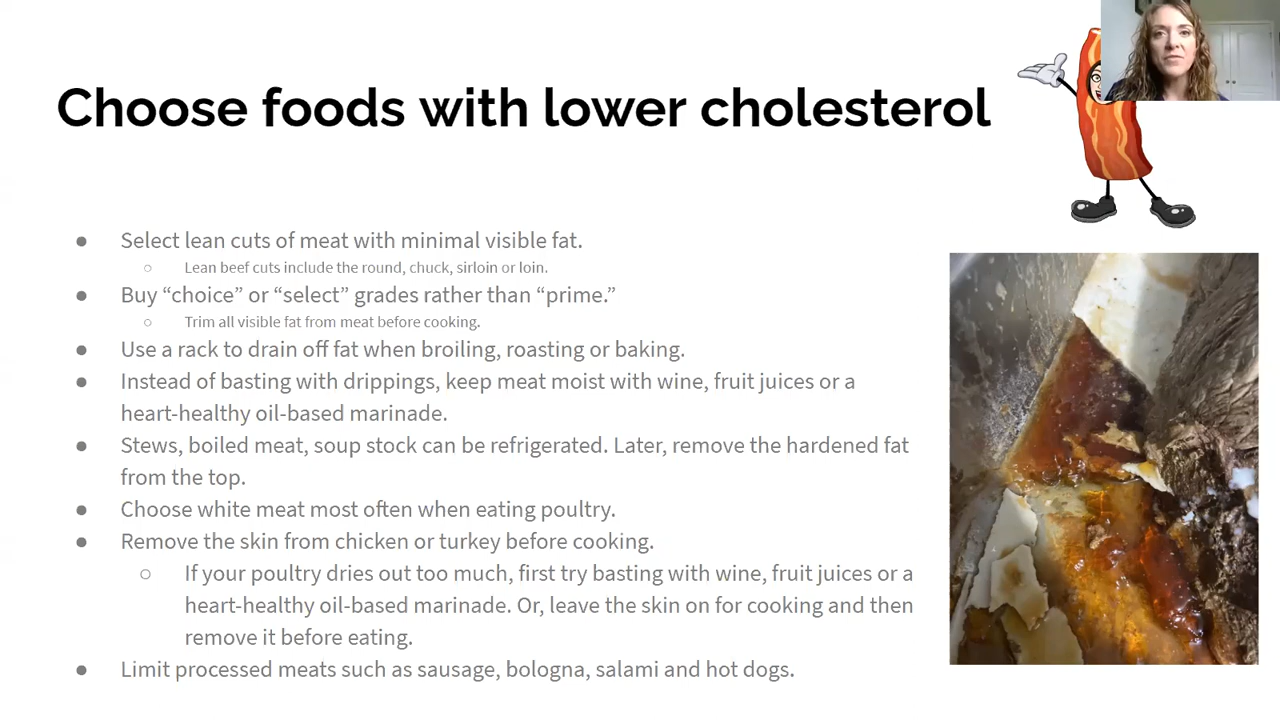 Choose foods with lower cholesterol
● Select lean cuts of meat with minimal visible fat.
○ Lean beef cuts include the round, chuck, sirloin or loin.
● Buy “choice” or “select” grades rather than “prime.”
○ Trim all visible fat from meat before cooking.
● Use a rack to drain off fat when broiling, roasting or baking.
● Instead of basting with drippings, keep meat moist with wine, fruit juices or a
heart-healthy oil-based marinade.
● Stews, boiled meat, soup stock can be refrigerated. Later, remove the hardened fat
from the top.
● Choose white meat most often when eating poultry.
● Remove the skin from chicken or turkey before cooking.
○ If your poultry dries out too much, first try basting with wine, fruit juices or a
heart-healthy oil-based marinade. Or, leave the skin on for cooking and then
remove it before eating.
● Limit processed meats such as sausage, bologna, salami and hot dogs.